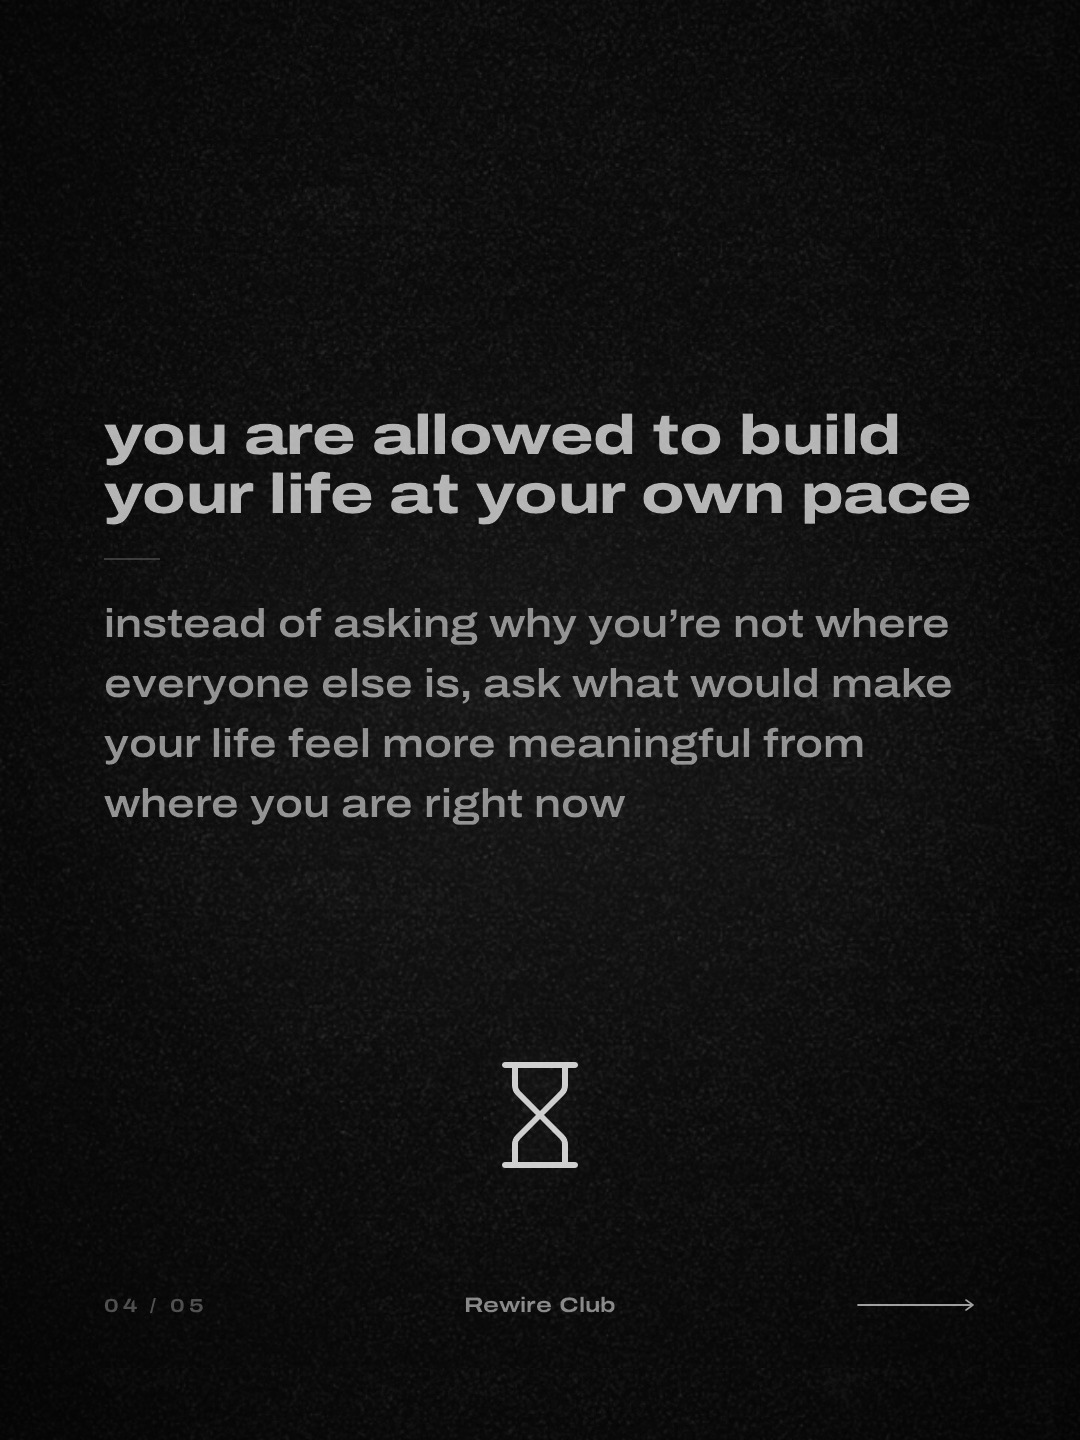 you are allowed to build
your life at your own pace
instead of asking why you’re not where
everyone else is, ask what would make
your life feel more meaningful from
where you are right now
04 / 05
Rewire Club